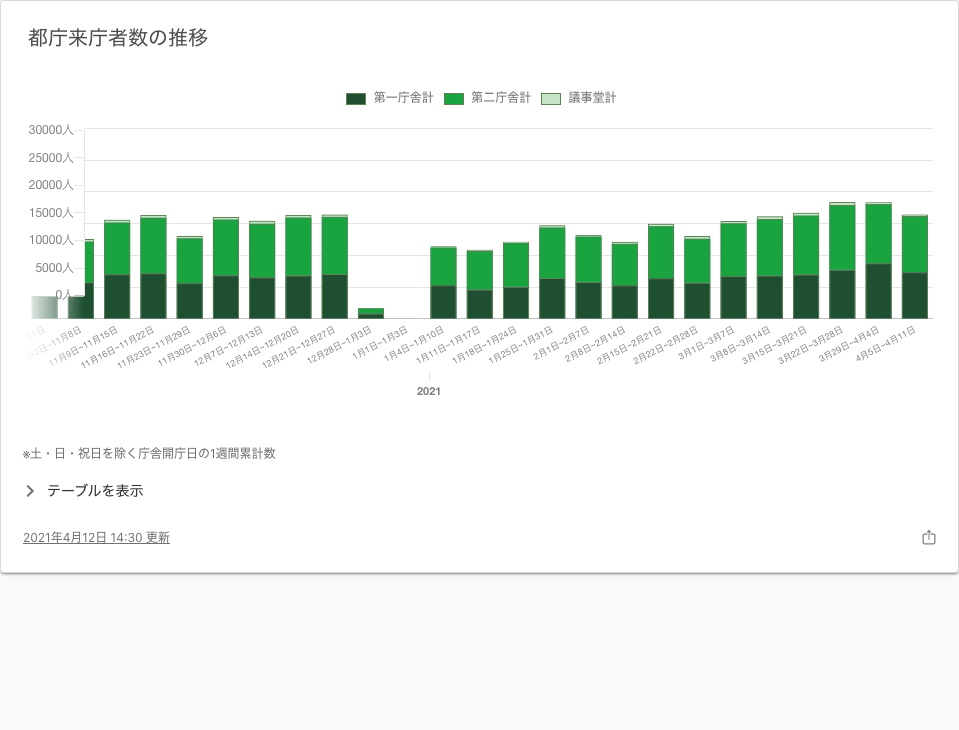 都庁来庁者数の推移
第一庁舎計 第二庁舎計 議事堂計
30000人
25000人
20000人
15000人
10000人
5000人
0人
11月9日~11月15日
11月16日~11月22日
11月23日~11月29日
11月30日~12月6日
12月7日~12月13日
12月14日~12月20日
12月21日~12月27日
12月28日~1月3日
1月1日~1月3日
1月4日~1月10日
1月11日~1月17日
1月18日~1月24日
1月25日~1月31日
2月1日~2月7日
2月8日~2月14日
2月15日~2月21日
2月22日~2月28日
3月1日~3月7日
3月8日~3月14日
3月15日~3月21日
3月22日~3月28日
3月29日~4月4日
4月5日~4月11日
2021
※土・日・祝日を除く庁舎開庁日の1週間累計数
テーブルを表示
2021年4月12日 14:30 更新